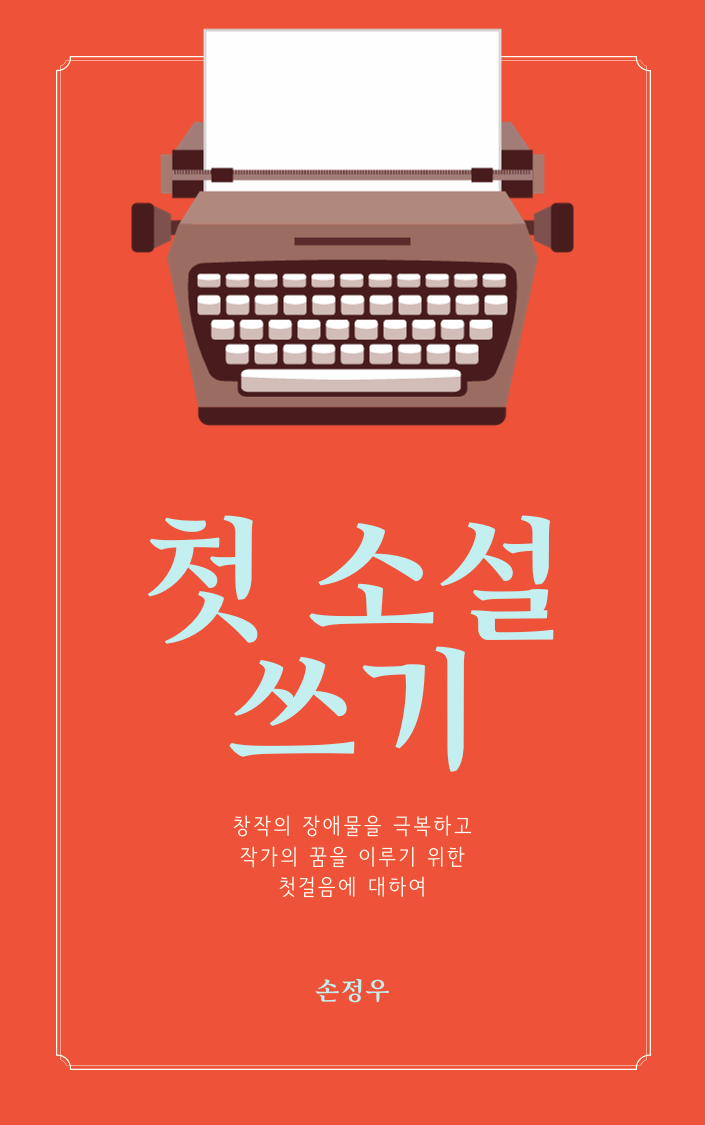 첫 소설
쓰기
창작의 장애물을 극복하고
작가의 꿈을 이루기 위한
첫걸음에 대하여
손정우